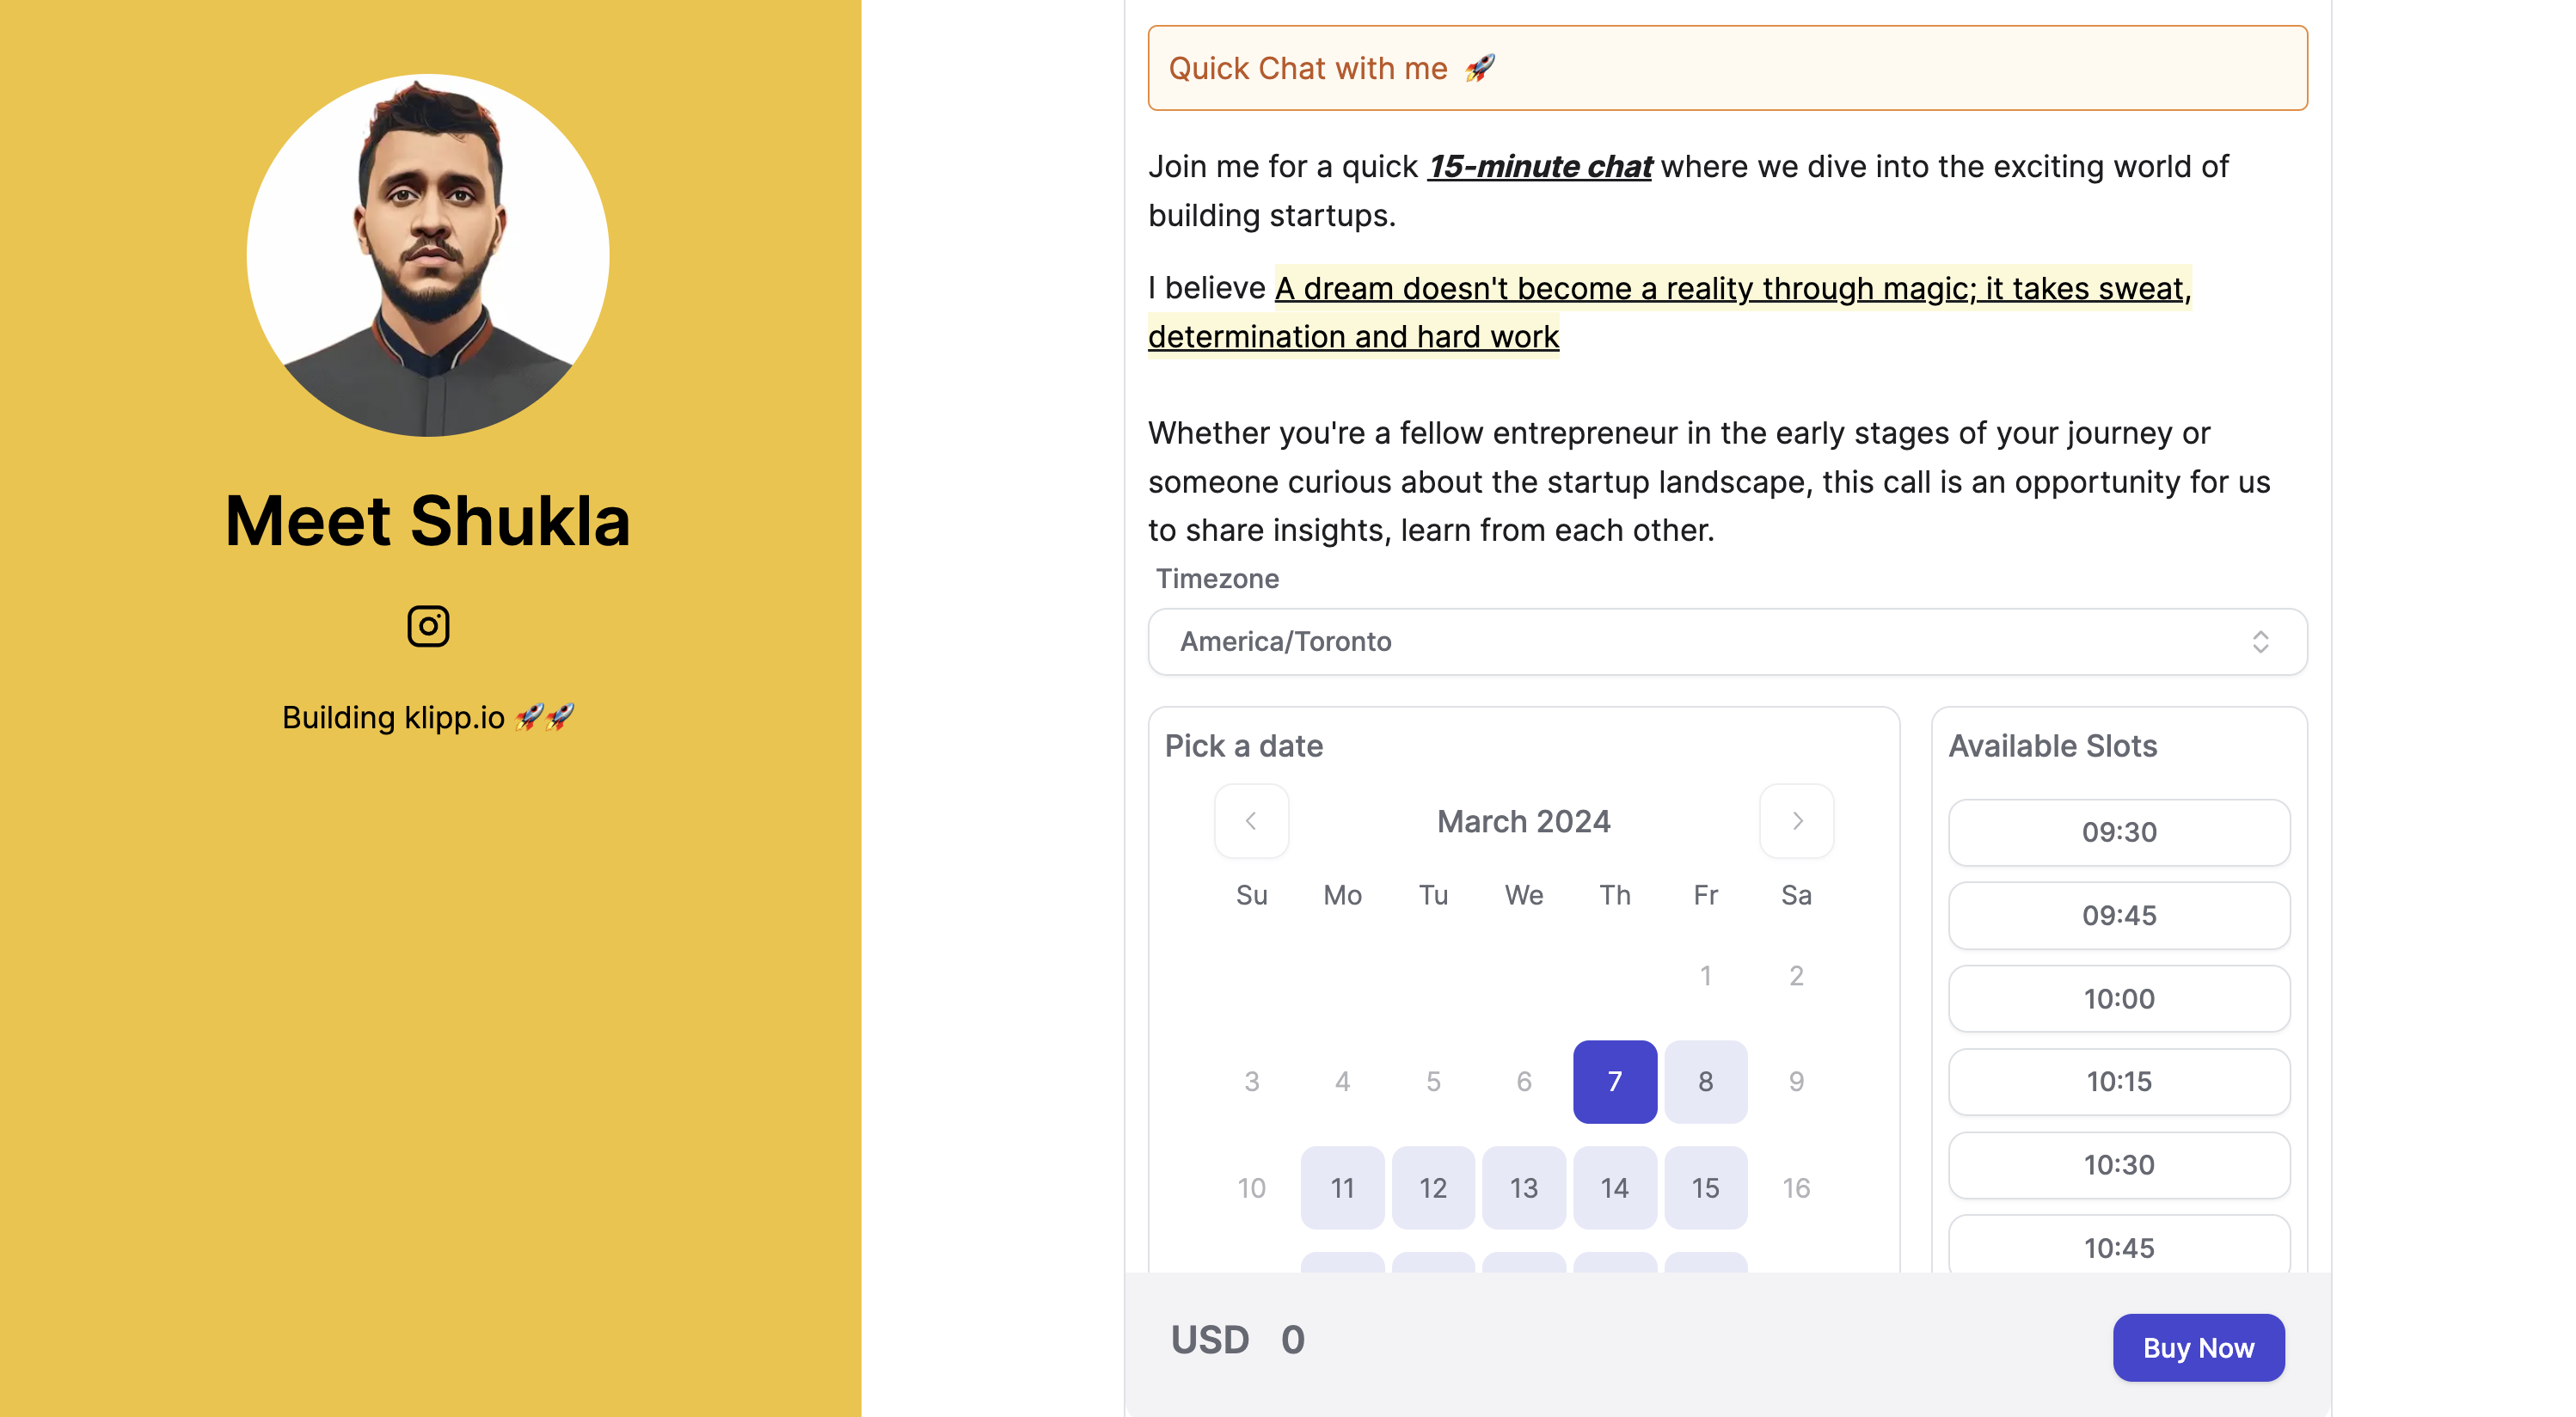 Meet Shukla
Building klipp.io 🚀🚀
Quick Chat with me 🚀
Join me for a quick 15-minute chat where we dive into the exciting world of
building startups.
I believe A dream doesn't become a reality through magic; it takes sweat,
determination and hard work
Whether you're a fellow entrepreneur in the early stages of your journey or
someone curious about the startup landscape, this call is an opportunity for us
to share insights, learn from each other.
Timezone
America/Toronto
Pick a date
March 2024
Su Mo Tu We Th Fr Sa
1 2
3 4 5 6 7 8 9
10 11 12 13 14 15 16
Available Slots
09:30
09:45
10:00
10:15
10:30
10:45
USD 0
Buy Now